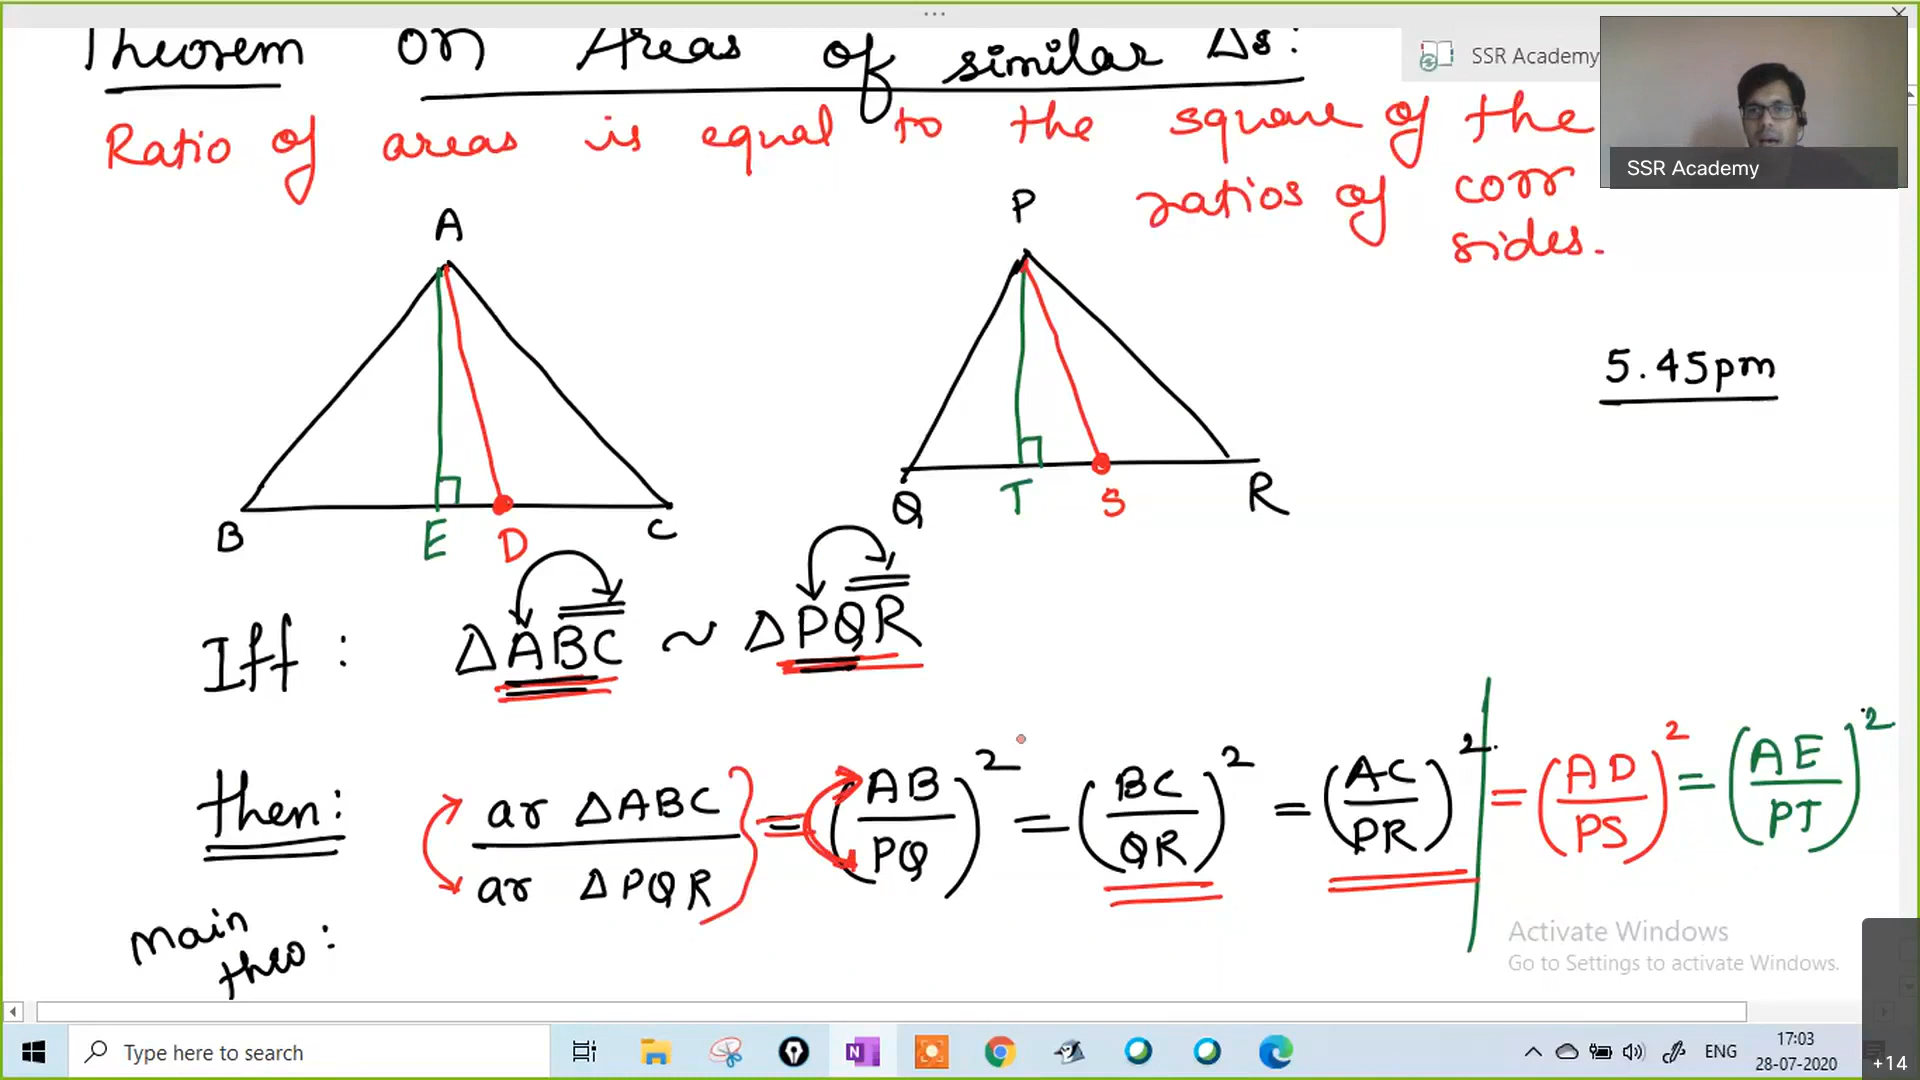 Theorem on Areas of similar Δs:
SSR Academy
SSR Academy
Ratio of areas is equal to the square of the
ratios of corr
sides.
A
P
5.45pm
B E D C
Q T S R
Iff : ΔABC ~ ΔPQR
then: ar ΔABC / ar ΔPQR = (AB/PQ)² = (BC/QR)² = (AC/PR)² = (AD/PS)² = (AE/PT)²
Main
theo:
Activate Windows
Go to Settings to activate Windows.
Type here to search
ENG
17:03
28-07-2020
+14